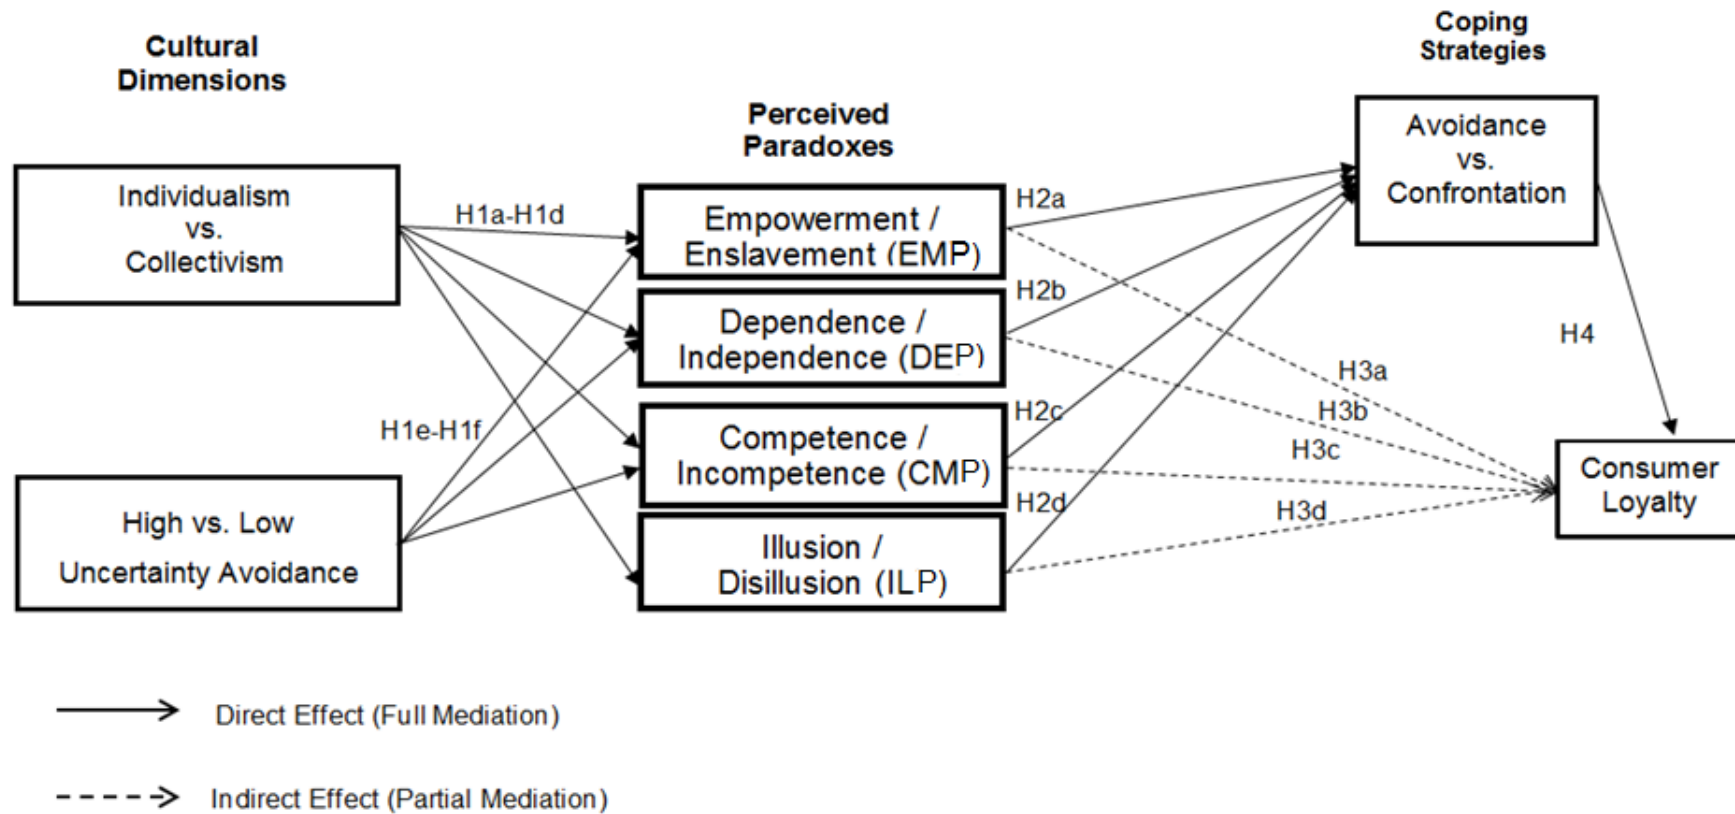 Cultural
Dimensions
Individualism
vs.
Collectivism
High vs. Low
Uncertainty Avoidance
H1a-H1d
H1e-H1f
Perceived
Paradoxes
Empowerment /
Enslavement (EMP)
Dependence /
Independence (DEP)
Competence /
Incompetence (CMP)
Illusion /
Disillusion (ILP)
H2a
H2b
H2c
H2d
H3a
H3b
H3c
H3d
Coping
Strategies
Avoidance
vs.
Confrontation
H4
Consumer
Loyalty
Direct Effect (Full Mediation)
Indirect Effect (Partial Mediation)